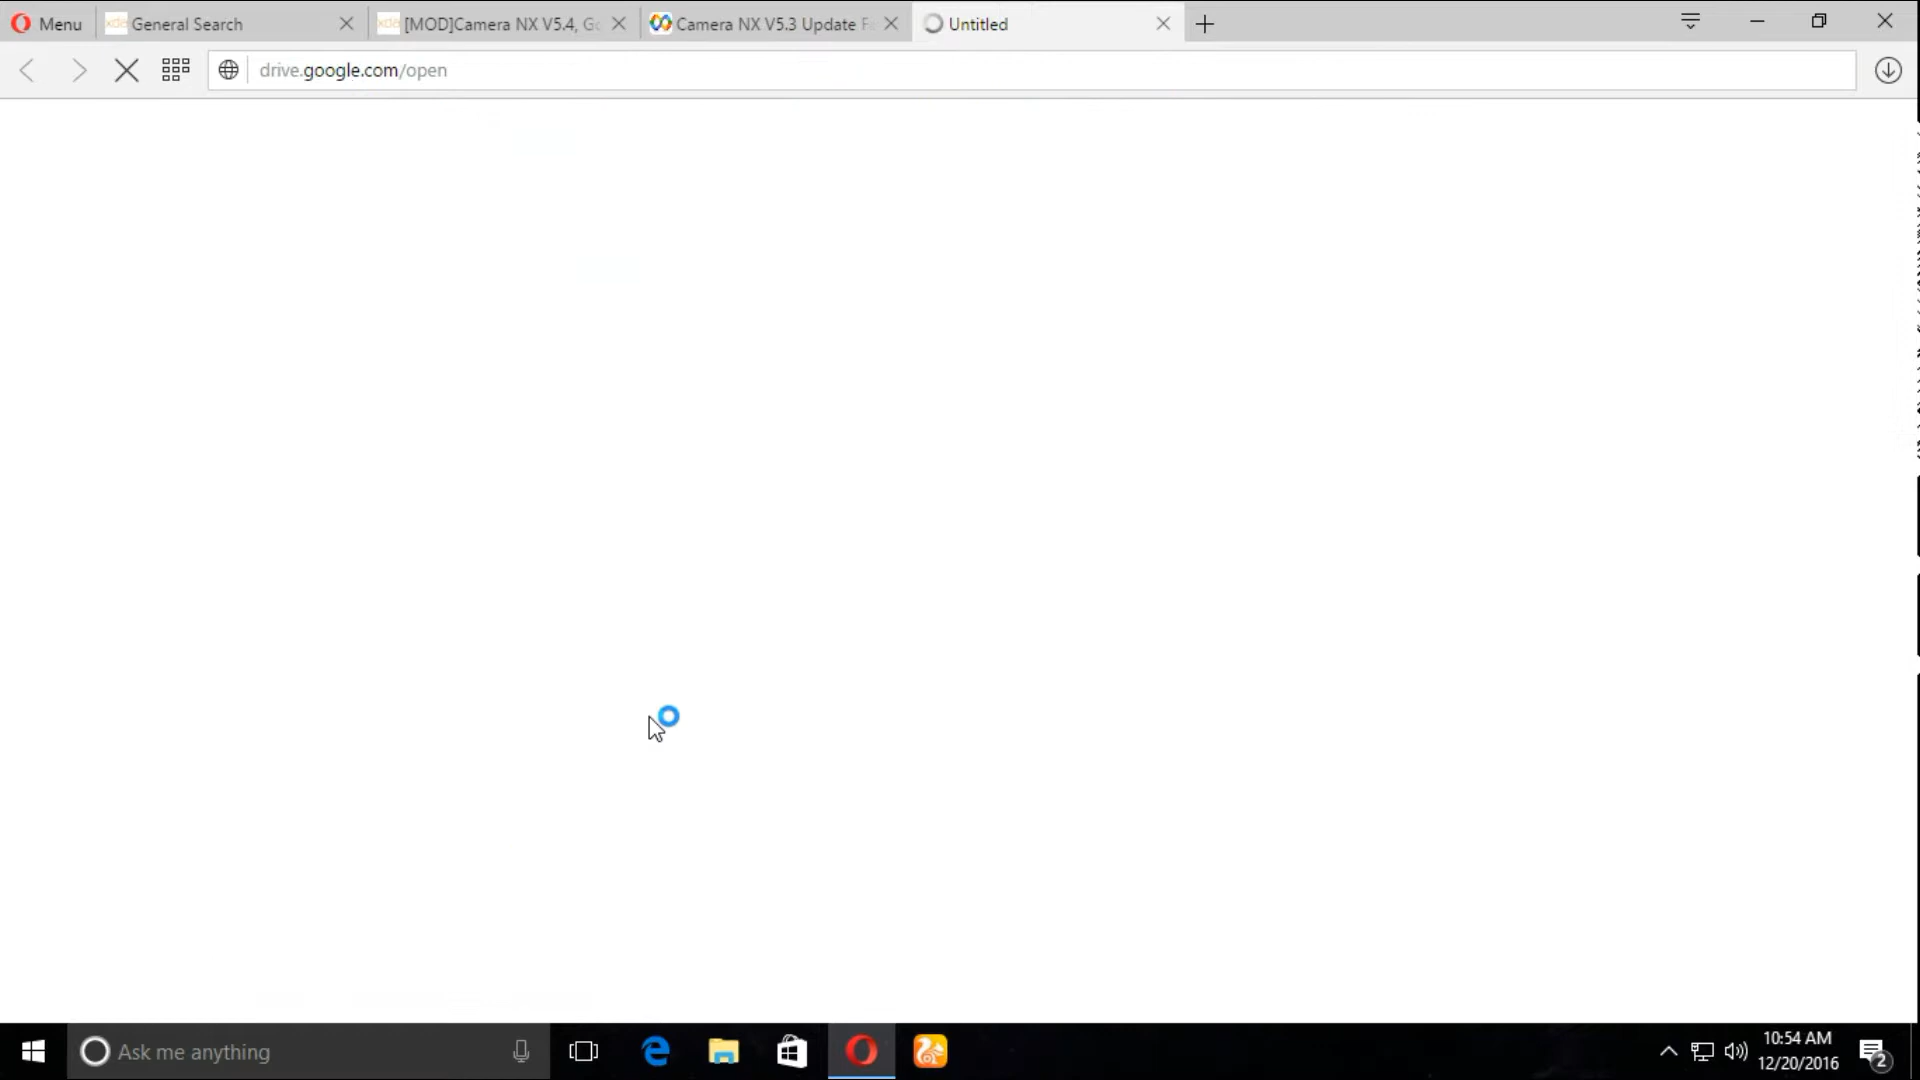 Menu
General Search
[MOD]Camera NX V5.4, Go
Camera NX V5.3 Update
Untitled
drive.google.com/open
Ask me anything
10:54 AM
12/20/2016
2